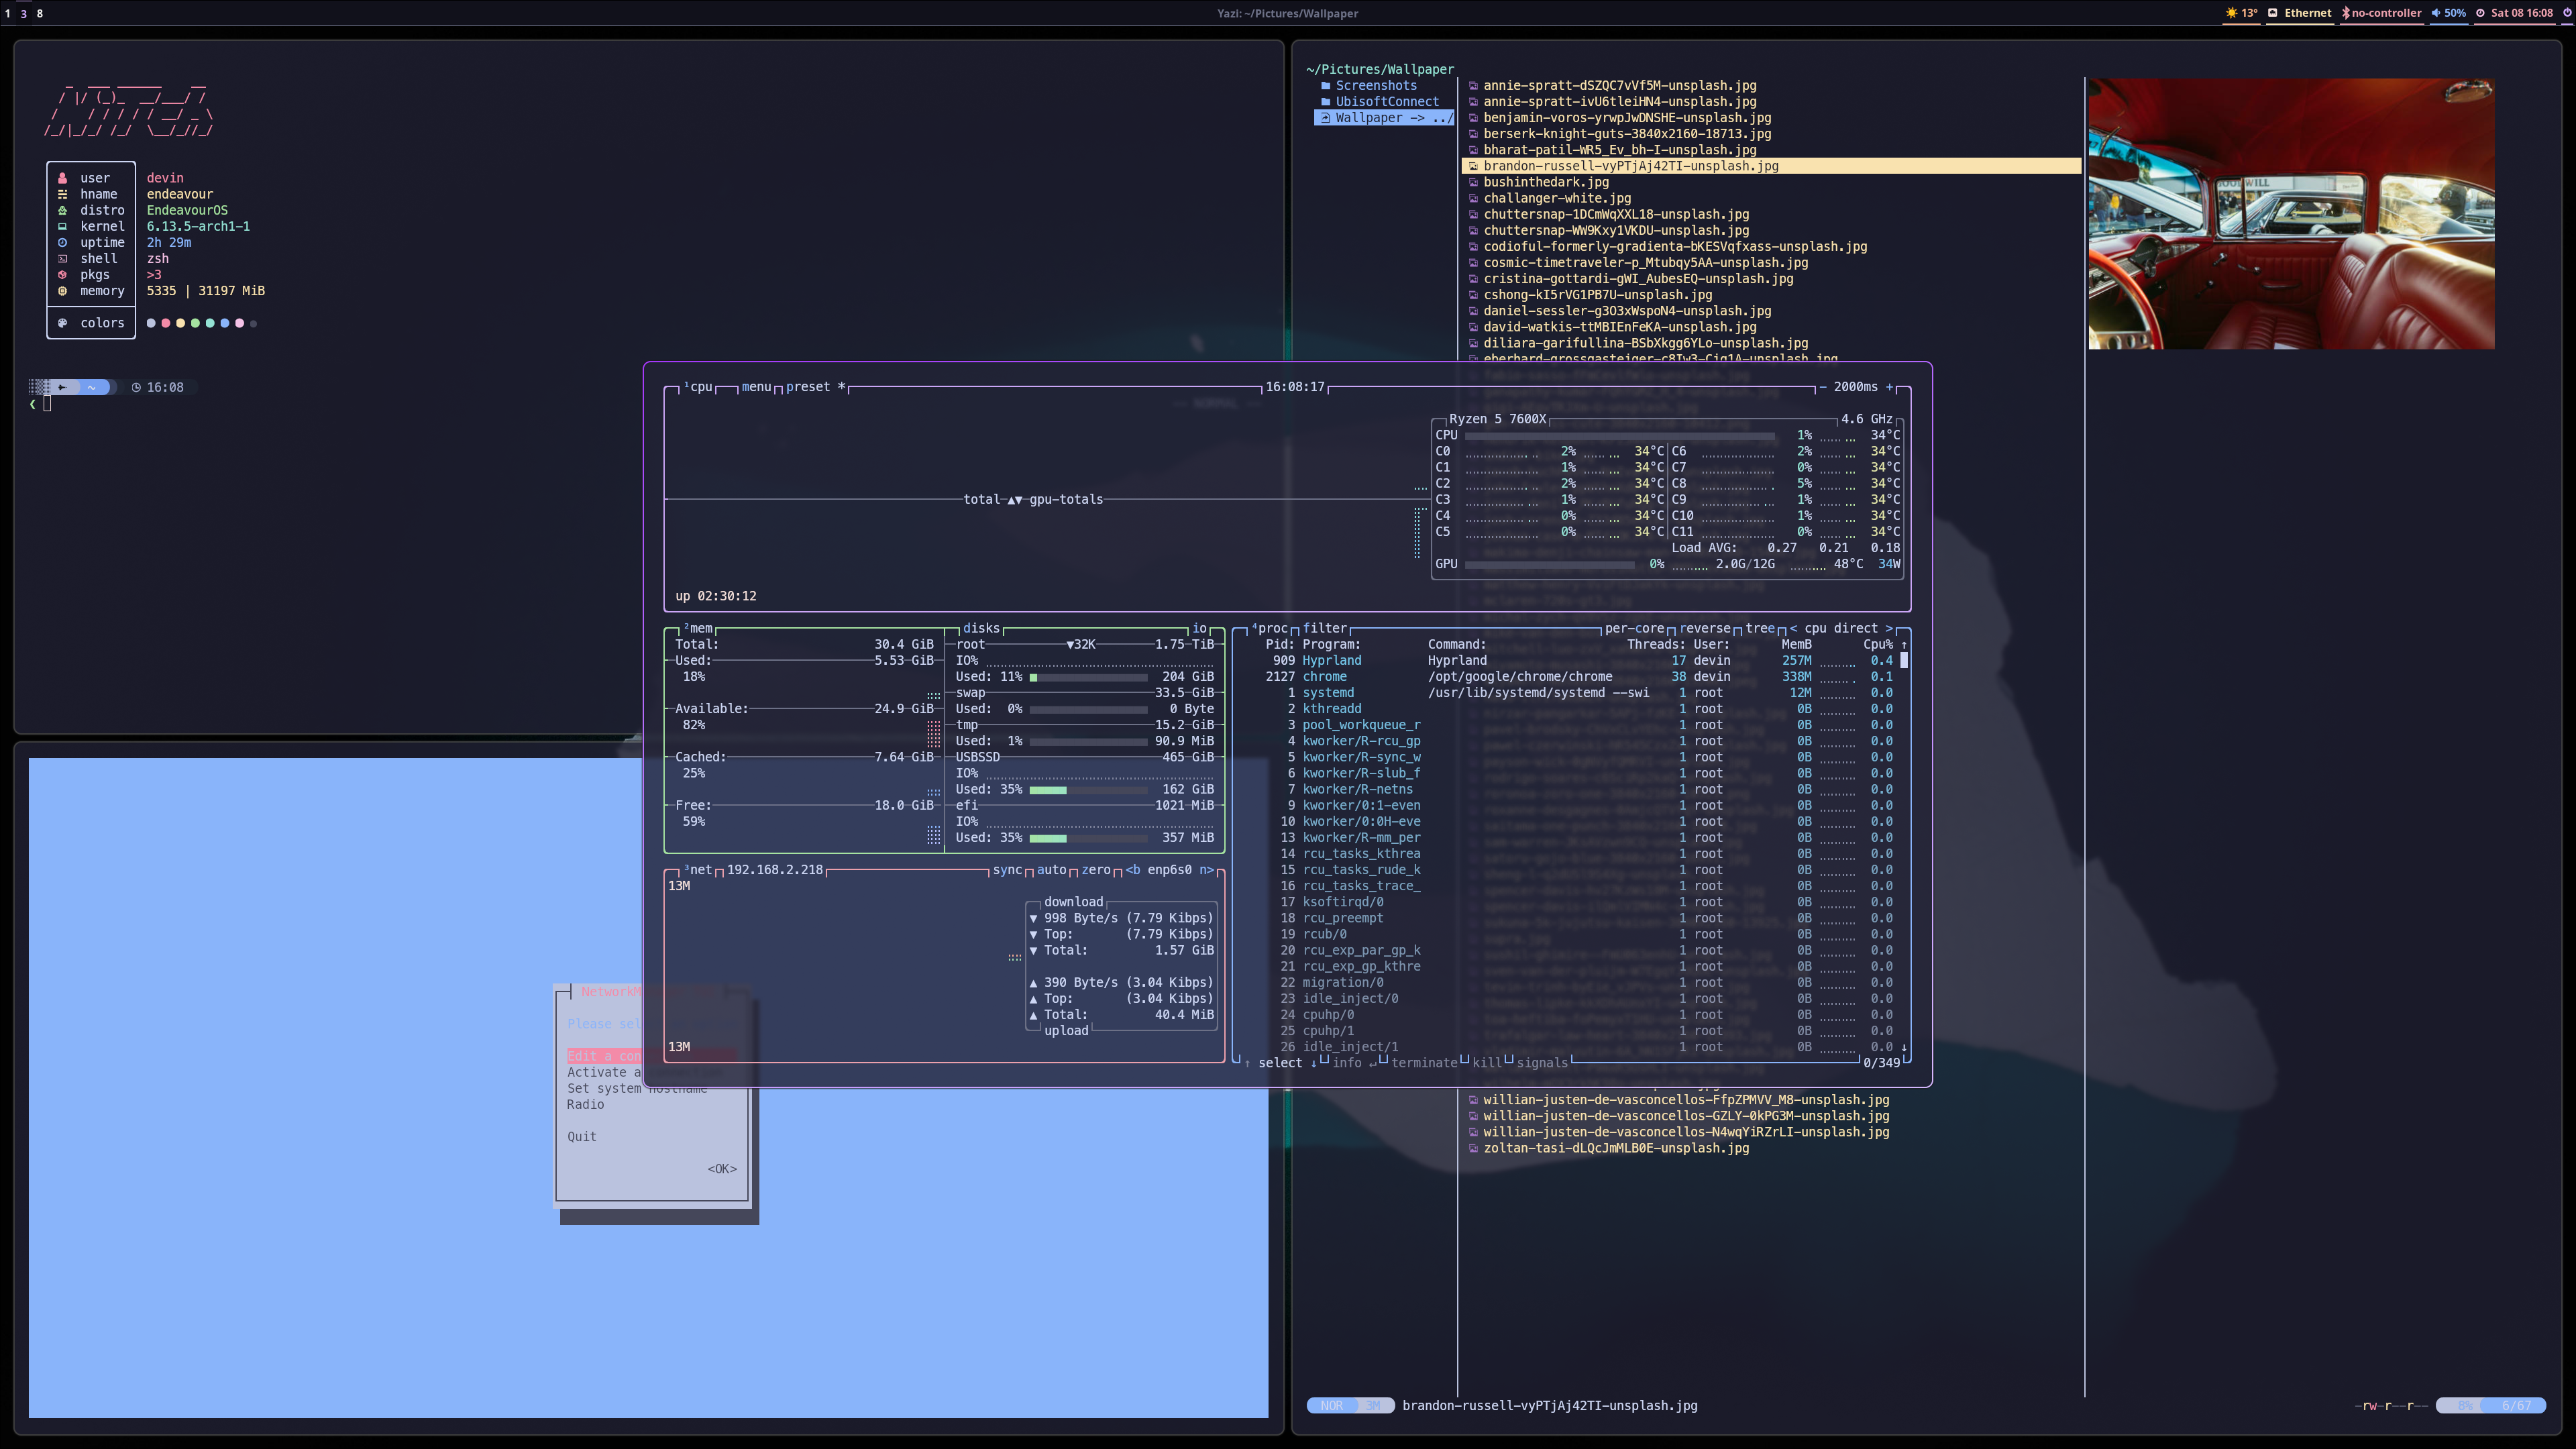 1 3 8
Yazi: ~/Pictures/Wallpaper
13° Ethernet no-controller 50% Sat 08 16:08
user devin
hname endeavour
distro EndeavourOS
kernel 6.13.5-arch1-1
uptime 2h 29m
shell zsh
pkgs >3
memory 5335 | 31197 MiB
colors
~ 16:08
~/Pictures/Wallpaper
Screenshots
UbisoftConnect
Wallpaper -> ../
annie-spratt-dSZQC7vVf5M-unsplash.jpg
annie-spratt-ivU6tleiHN4-unsplash.jpg
benjamin-voros-yrwpJwDNSHE-unsplash.jpg
berserk-knight-guts-3840x2160-18713.jpg
bharat-patil-WR5_Ev_bh-I-unsplash.jpg
brandon-russell-vyPTjAj42TI-unsplash.jpg
bushinthedark.jpg
challanger-white.jpg
chuttersnap-1DCmWqXXL18-unsplash.jpg
chuttersnap-WW9Kxy1VKDU-unsplash.jpg
codioful-formerly-gradienta-bKESVqfxass-unsplash.jpg
cosmic-timetraveler-p_Mtubqy5AA-unsplash.jpg
cristina-gottardi-gWI_AubesEQ-unsplash.jpg
cshong-kI5rVG1PB7U-unsplash.jpg
daniel-sessler-g3O3xWspoN4-unsplash.jpg
david-watkis-ttMBIEnFeKA-unsplash.jpg
diliara-garifullina-BSbXkgg6YLo-unsplash.jpg
¹cpu menu preset * 16:08:17 - 2000ms +
Ryzen 5 7600X 4.6 GHz
CPU 1% 34°C
C0 2% 34°C C6 2% 34°C
C1 1% 34°C C7 0% 34°C
C2 2% 34°C C8 5% 34°C
total ▲▼ gpu-totals
C3 1% 34°C C9 1% 34°C
C4 0% 34°C C10 1% 34°C
C5 0% 34°C C11 0% 34°C
Load AVG: 0.27 0.21 0.18
GPU 0% 2.0G/12G 48°C 34W
up 02:30:12
²mem
Total: 30.4 GiB
Used: 5.53 GiB
18%
Available: 24.9 GiB
82%
Cached: 7.64 GiB
25%
Free: 18.0 GiB
59%
disks io
root ▼32K 1.75 TiB
IO%
Used: 11% 204 GiB
swap 33.5 GiB
Used: 0% 0 Byte
tmp 15.2 GiB
Used: 1% 90.9 MiB
USBSSD 465 GiB
IO%
Used: 35% 162 GiB
efi 1021 MiB
IO%
Used: 35% 357 MiB
³net 192.168.2.218 sync auto zero <b enp6s0 n>
13M
download
▼ 998 Byte/s (7.79 Kibps)
▼ Top: (7.79 Kibps)
▼ Total: 1.57 GiB
▲ 390 Byte/s (3.04 Kibps)
▲ Top: (3.04 Kibps)
▲ Total: 40.4 MiB
upload
13M
⁴proc filter per-core reverse tree < cpu direct >
Pid: Program: Command: Threads: User: MemB Cpu% ↑
909 Hyprland Hyprland 17 devin 257M 0.4
2127 chrome /opt/google/chrome/chrome 38 devin 338M 0.1
1 systemd /usr/lib/systemd/systemd --swi 1 root 12M 0.0
2 kthreadd 1 root 0B 0.0
3 pool_workqueue_r 1 root 0B 0.0
4 kworker/R-rcu_gp 1 root 0B 0.0
5 kworker/R-sync_w 1 root 0B 0.0
6 kworker/R-slub_f 1 root 0B 0.0
7 kworker/R-netns 1 root 0B 0.0
9 kworker/0:1-even 1 root 0B 0.0
10 kworker/0:0H-eve 1 root 0B 0.0
13 kworker/R-mm_per 1 root 0B 0.0
14 rcu_tasks_kthrea 1 root 0B 0.0
15 rcu_tasks_rude_k 1 root 0B 0.0
16 rcu_tasks_trace_ 1 root 0B 0.0
17 ksoftirqd/0 1 root 0B 0.0
18 rcu_preempt 1 root 0B 0.0
19 rcub/0 1 root 0B 0.0
20 rcu_exp_par_gp_k 1 root 0B 0.0
21 rcu_exp_gp_kthre 1 root 0B 0.0
22 migration/0 1 root 0B 0.0
23 idle_inject/0 1 root 0B 0.0
24 cpuhp/0 1 root 0B 0.0
25 cpuhp/1 1 root 0B 0.0
26 idle_inject/1 1 root 0B 0.0 ↓
↑ select ↓ info ↵ terminate kill signals 0/349
NetworkM
Please sel
Edit a con
Activate a
Set system hostname
Radio
Quit
<OK>
willian-justen-de-vasconcellos-FfpZPMVV_M8-unsplash.jpg
willian-justen-de-vasconcellos-GZLY-0kPG3M-unsplash.jpg
willian-justen-de-vasconcellos-N4wqYiRZrLI-unsplash.jpg
zoltan-tasi-dLQcJmMLB0E-unsplash.jpg
NOR 3M brandon-russell-vyPTjAj42TI-unsplash.jpg -rw-r--r-- 8% 6/67